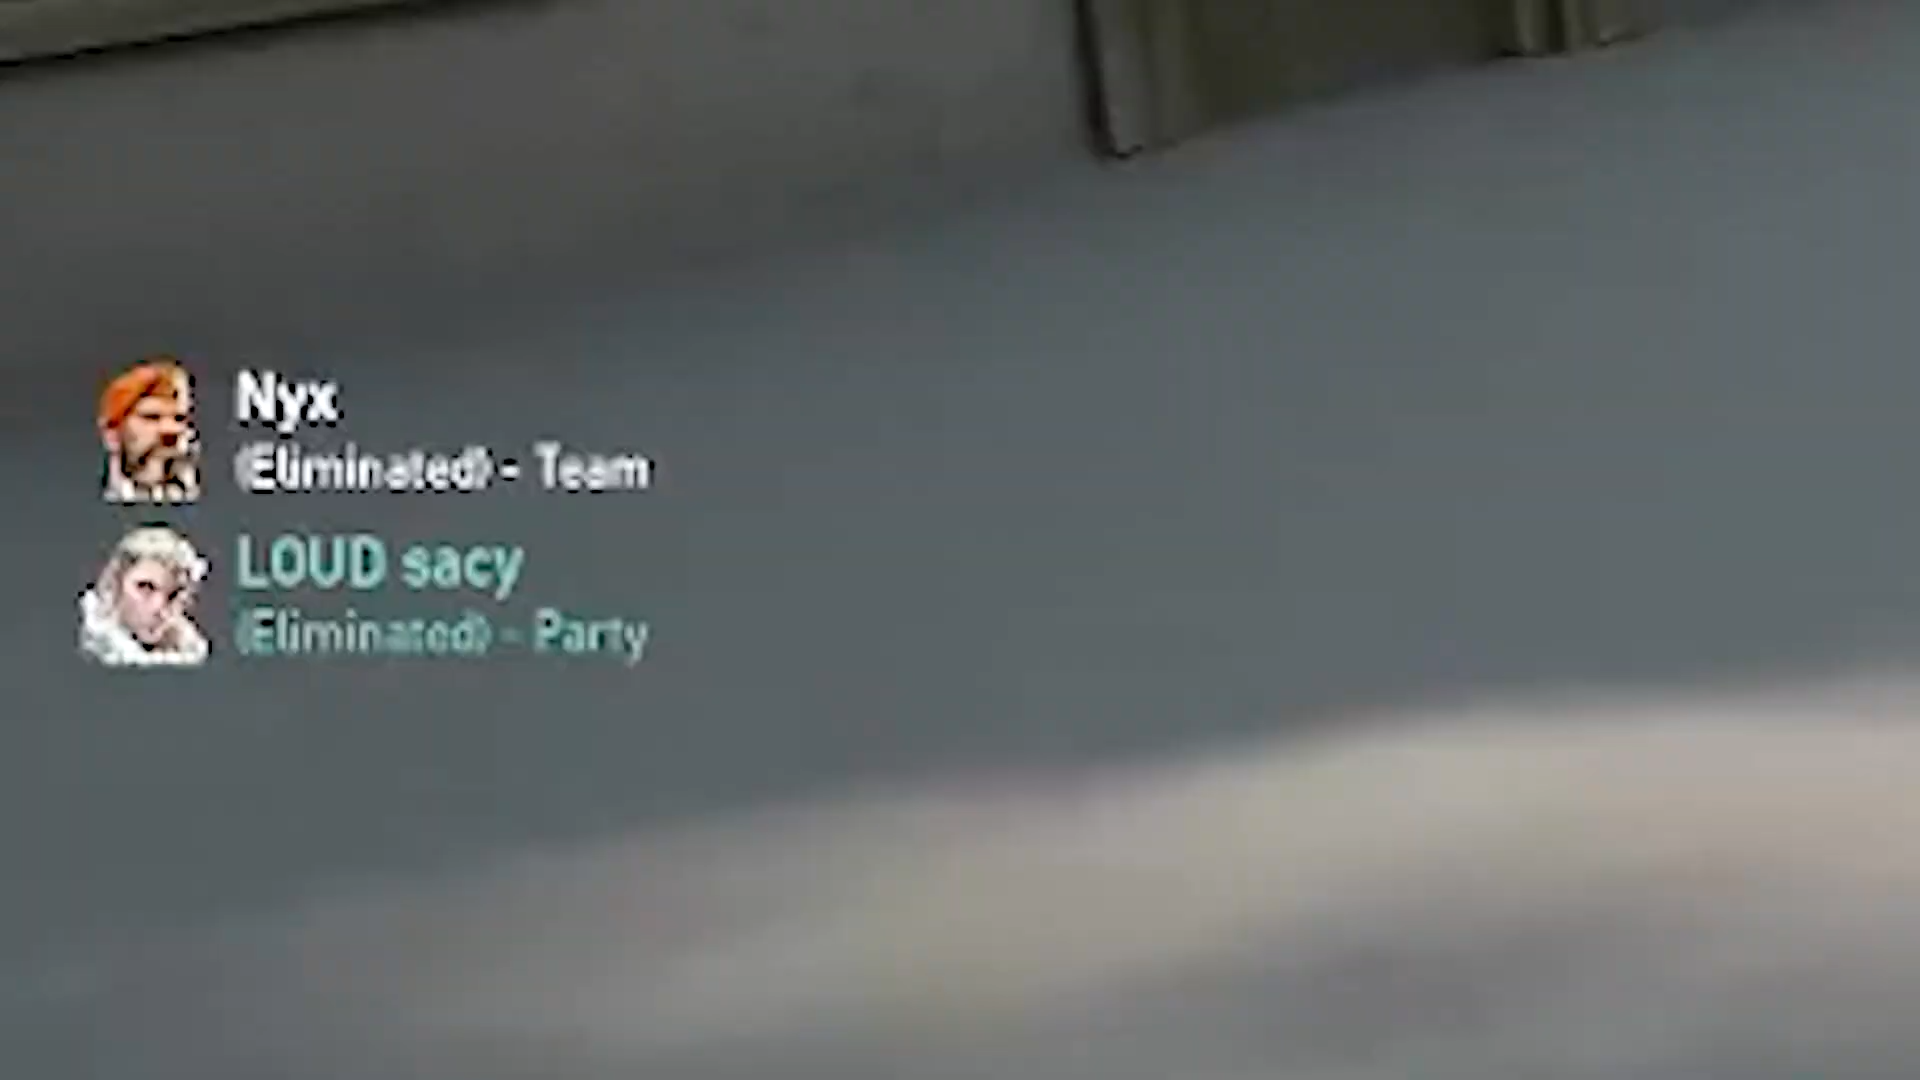 Nyx
(Eliminated) - Team
LOUD sacy
(Eliminated) - Party